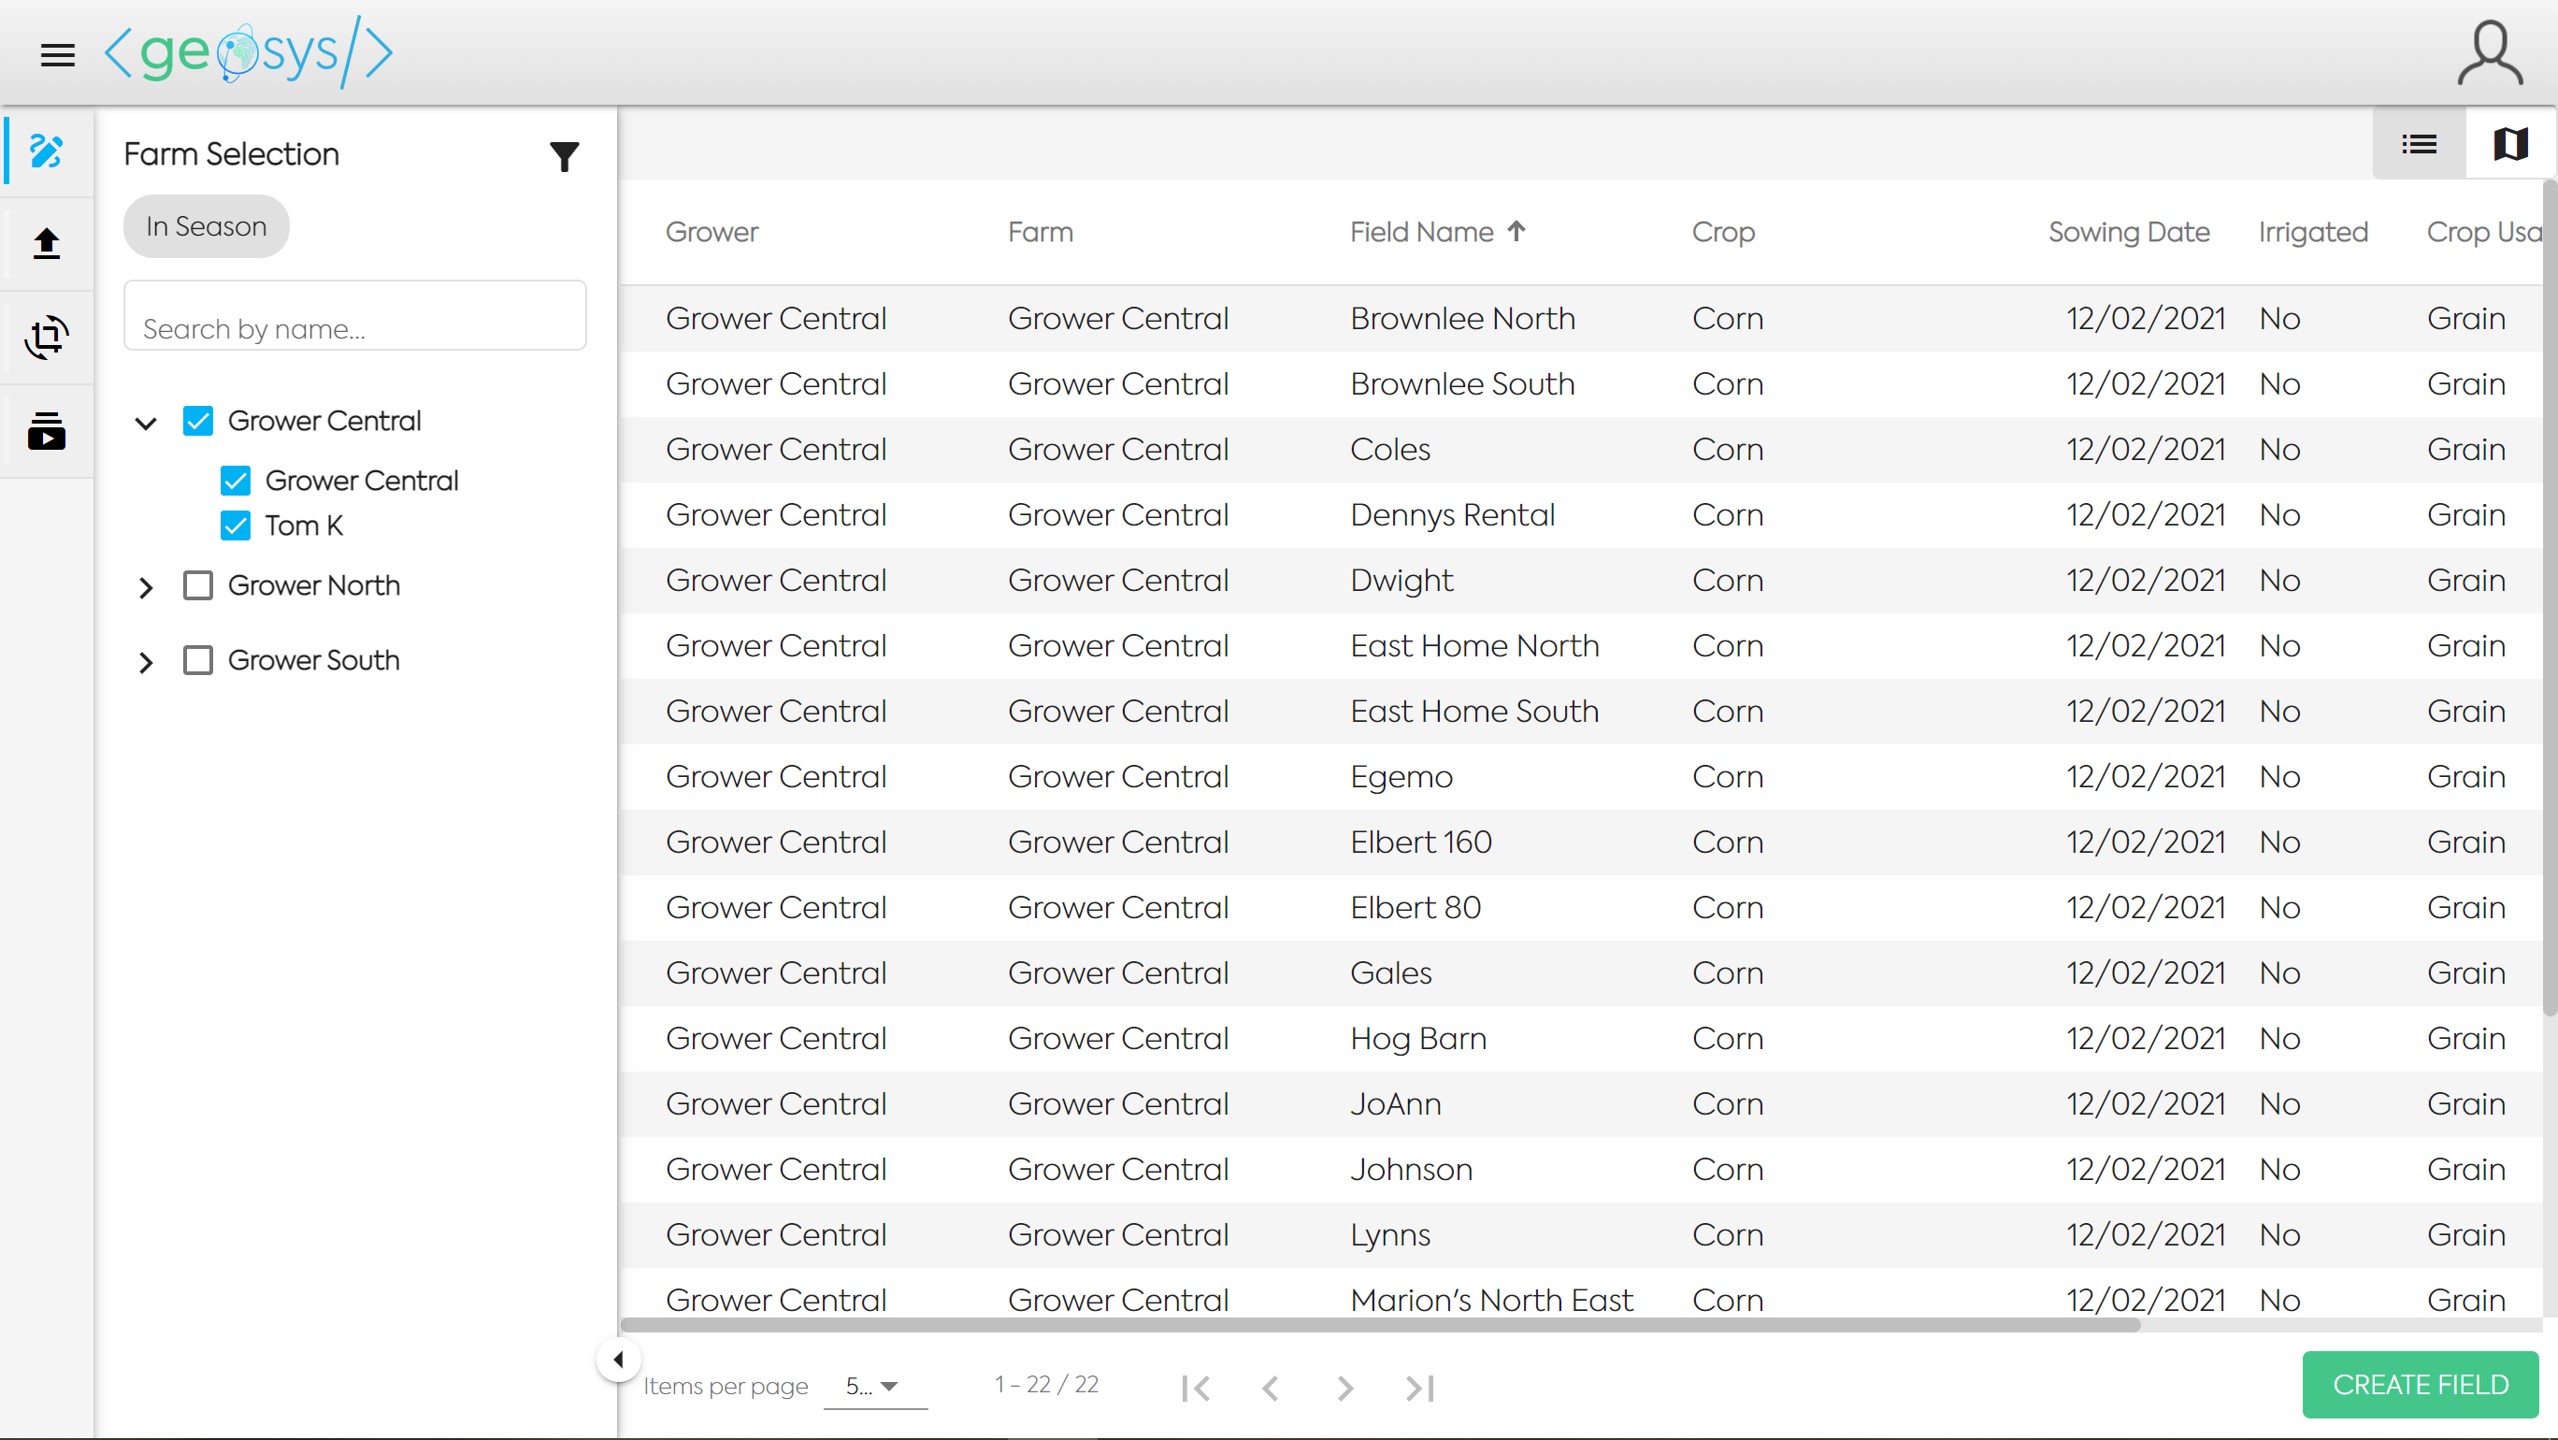 <geosys/>
Farm Selection
In Season
Search by name...
Grower Central
Grower Central
Tom K
Grower North
Grower South
Grower Farm Field Name Crop Sowing Date Irrigated Crop Usa
Grower Central Grower Central Brownlee North Corn 12/02/2021 No Grain
Grower Central Grower Central Brownlee South Corn 12/02/2021 No Grain
Grower Central Grower Central Coles Corn 12/02/2021 No Grain
Grower Central Grower Central Dennys Rental Corn 12/02/2021 No Grain
Grower Central Grower Central Dwight Corn 12/02/2021 No Grain
Grower Central Grower Central East Home North Corn 12/02/2021 No Grain
Grower Central Grower Central East Home South Corn 12/02/2021 No Grain
Grower Central Grower Central Egemo Corn 12/02/2021 No Grain
Grower Central Grower Central Elbert 160 Corn 12/02/2021 No Grain
Grower Central Grower Central Elbert 80 Corn 12/02/2021 No Grain
Grower Central Grower Central Gales Corn 12/02/2021 No Grain
Grower Central Grower Central Hog Barn Corn 12/02/2021 No Grain
Grower Central Grower Central JoAnn Corn 12/02/2021 No Grain
Grower Central Grower Central Johnson Corn 12/02/2021 No Grain
Grower Central Grower Central Lynns Corn 12/02/2021 No Grain
Grower Central Grower Central Marion's North East Corn 12/02/2021 No Grain
Items per page 5... 1 - 22 / 22
CREATE FIELD